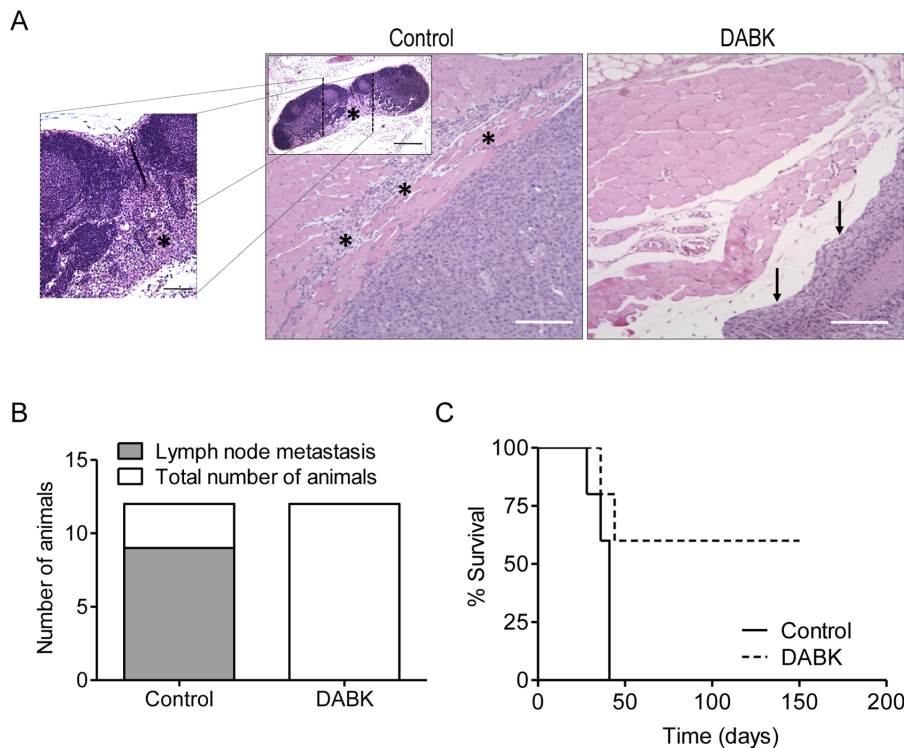 A
Control
DABK
*
*
*
*
*
B
Lymph node metastasis
Total number of animals
15
10
5
0
Number of animals
Control
DABK
C
100
75
50
25
0
% Survival
Control
DABK
0
50
100
150
200
Time (days)